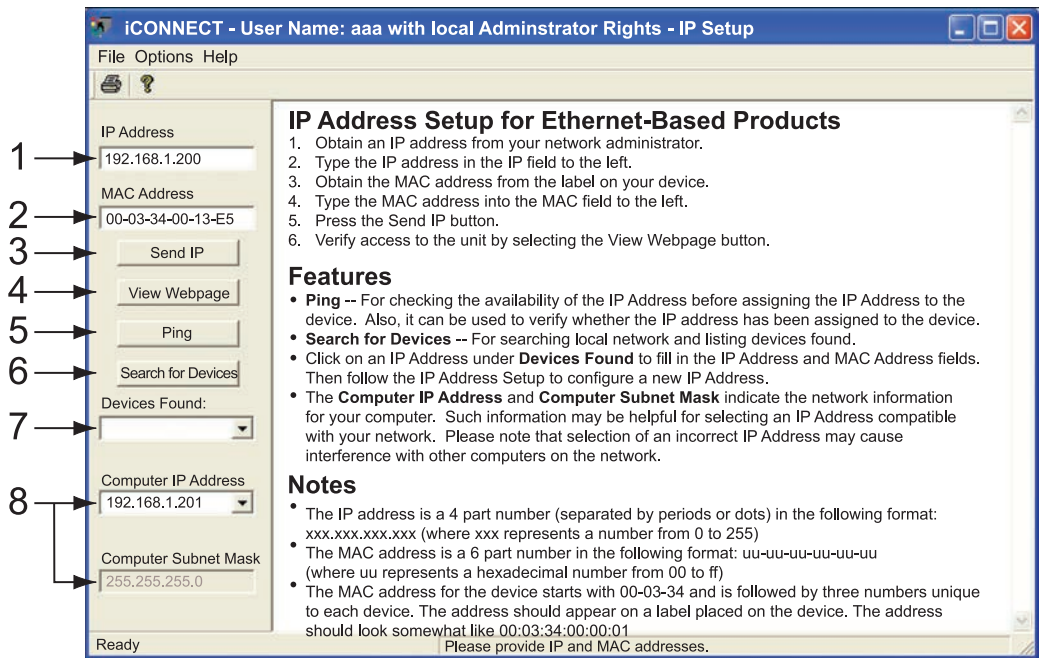 iCONNECT - User Name: aaa with local Adminstrator Rights - IP Setup
File Options Help
IP Address
1
192.168.1.200
MAC Address
2
00-03-34-00-13-E5
3
Send IP
4
View Webpage
5
Ping
6
Search for Devices
Devices Found:
7
Computer IP Address
8
192.168.1.201
Computer Subnet Mask
255.255.255.0
IP Address Setup for Ethernet-Based Products
1. Obtain an IP address from your network administrator.
2. Type the IP address in the IP field to the left.
3. Obtain the MAC address from the label on your device.
4. Type the MAC address into the MAC field to the left.
5. Press the Send IP button.
6. Verify access to the unit by selecting the View Webpage button.
Features
• Ping -- For checking the availability of the IP Address before assigning the IP Address to the
device. Also, it can be used to verify whether the IP address has been assigned to the device.
• Search for Devices -- For searching local network and listing devices found.
• Click on an IP Address under Devices Found to fill in the IP Address and MAC Address fields.
Then follow the IP Address Setup to configure a new IP Address.
• The Computer IP Address and Computer Subnet Mask indicate the network information
for your computer. Such information may be helpful for selecting an IP Address compatible
with your network. Please note that selection of an incorrect IP Address may cause
interference with other computers on the network.
Notes
• The IP address is a 4 part number (separated by periods or dots) in the following format:
xxx.xxx.xxx.xxx (where xxx represents a number from 0 to 255)
• The MAC address is a 6 part number in the following format: uu-uu-uu-uu-uu-uu
(where uu represents a hexadecimal number from 00 to ff)
• The MAC address for the device starts with 00-03-34 and is followed by three numbers unique
to each device. The address should appear on a label placed on the device. The address
should look somewhat like 00:03:34:00:00:01
Ready
Please provide IP and MAC addresses.